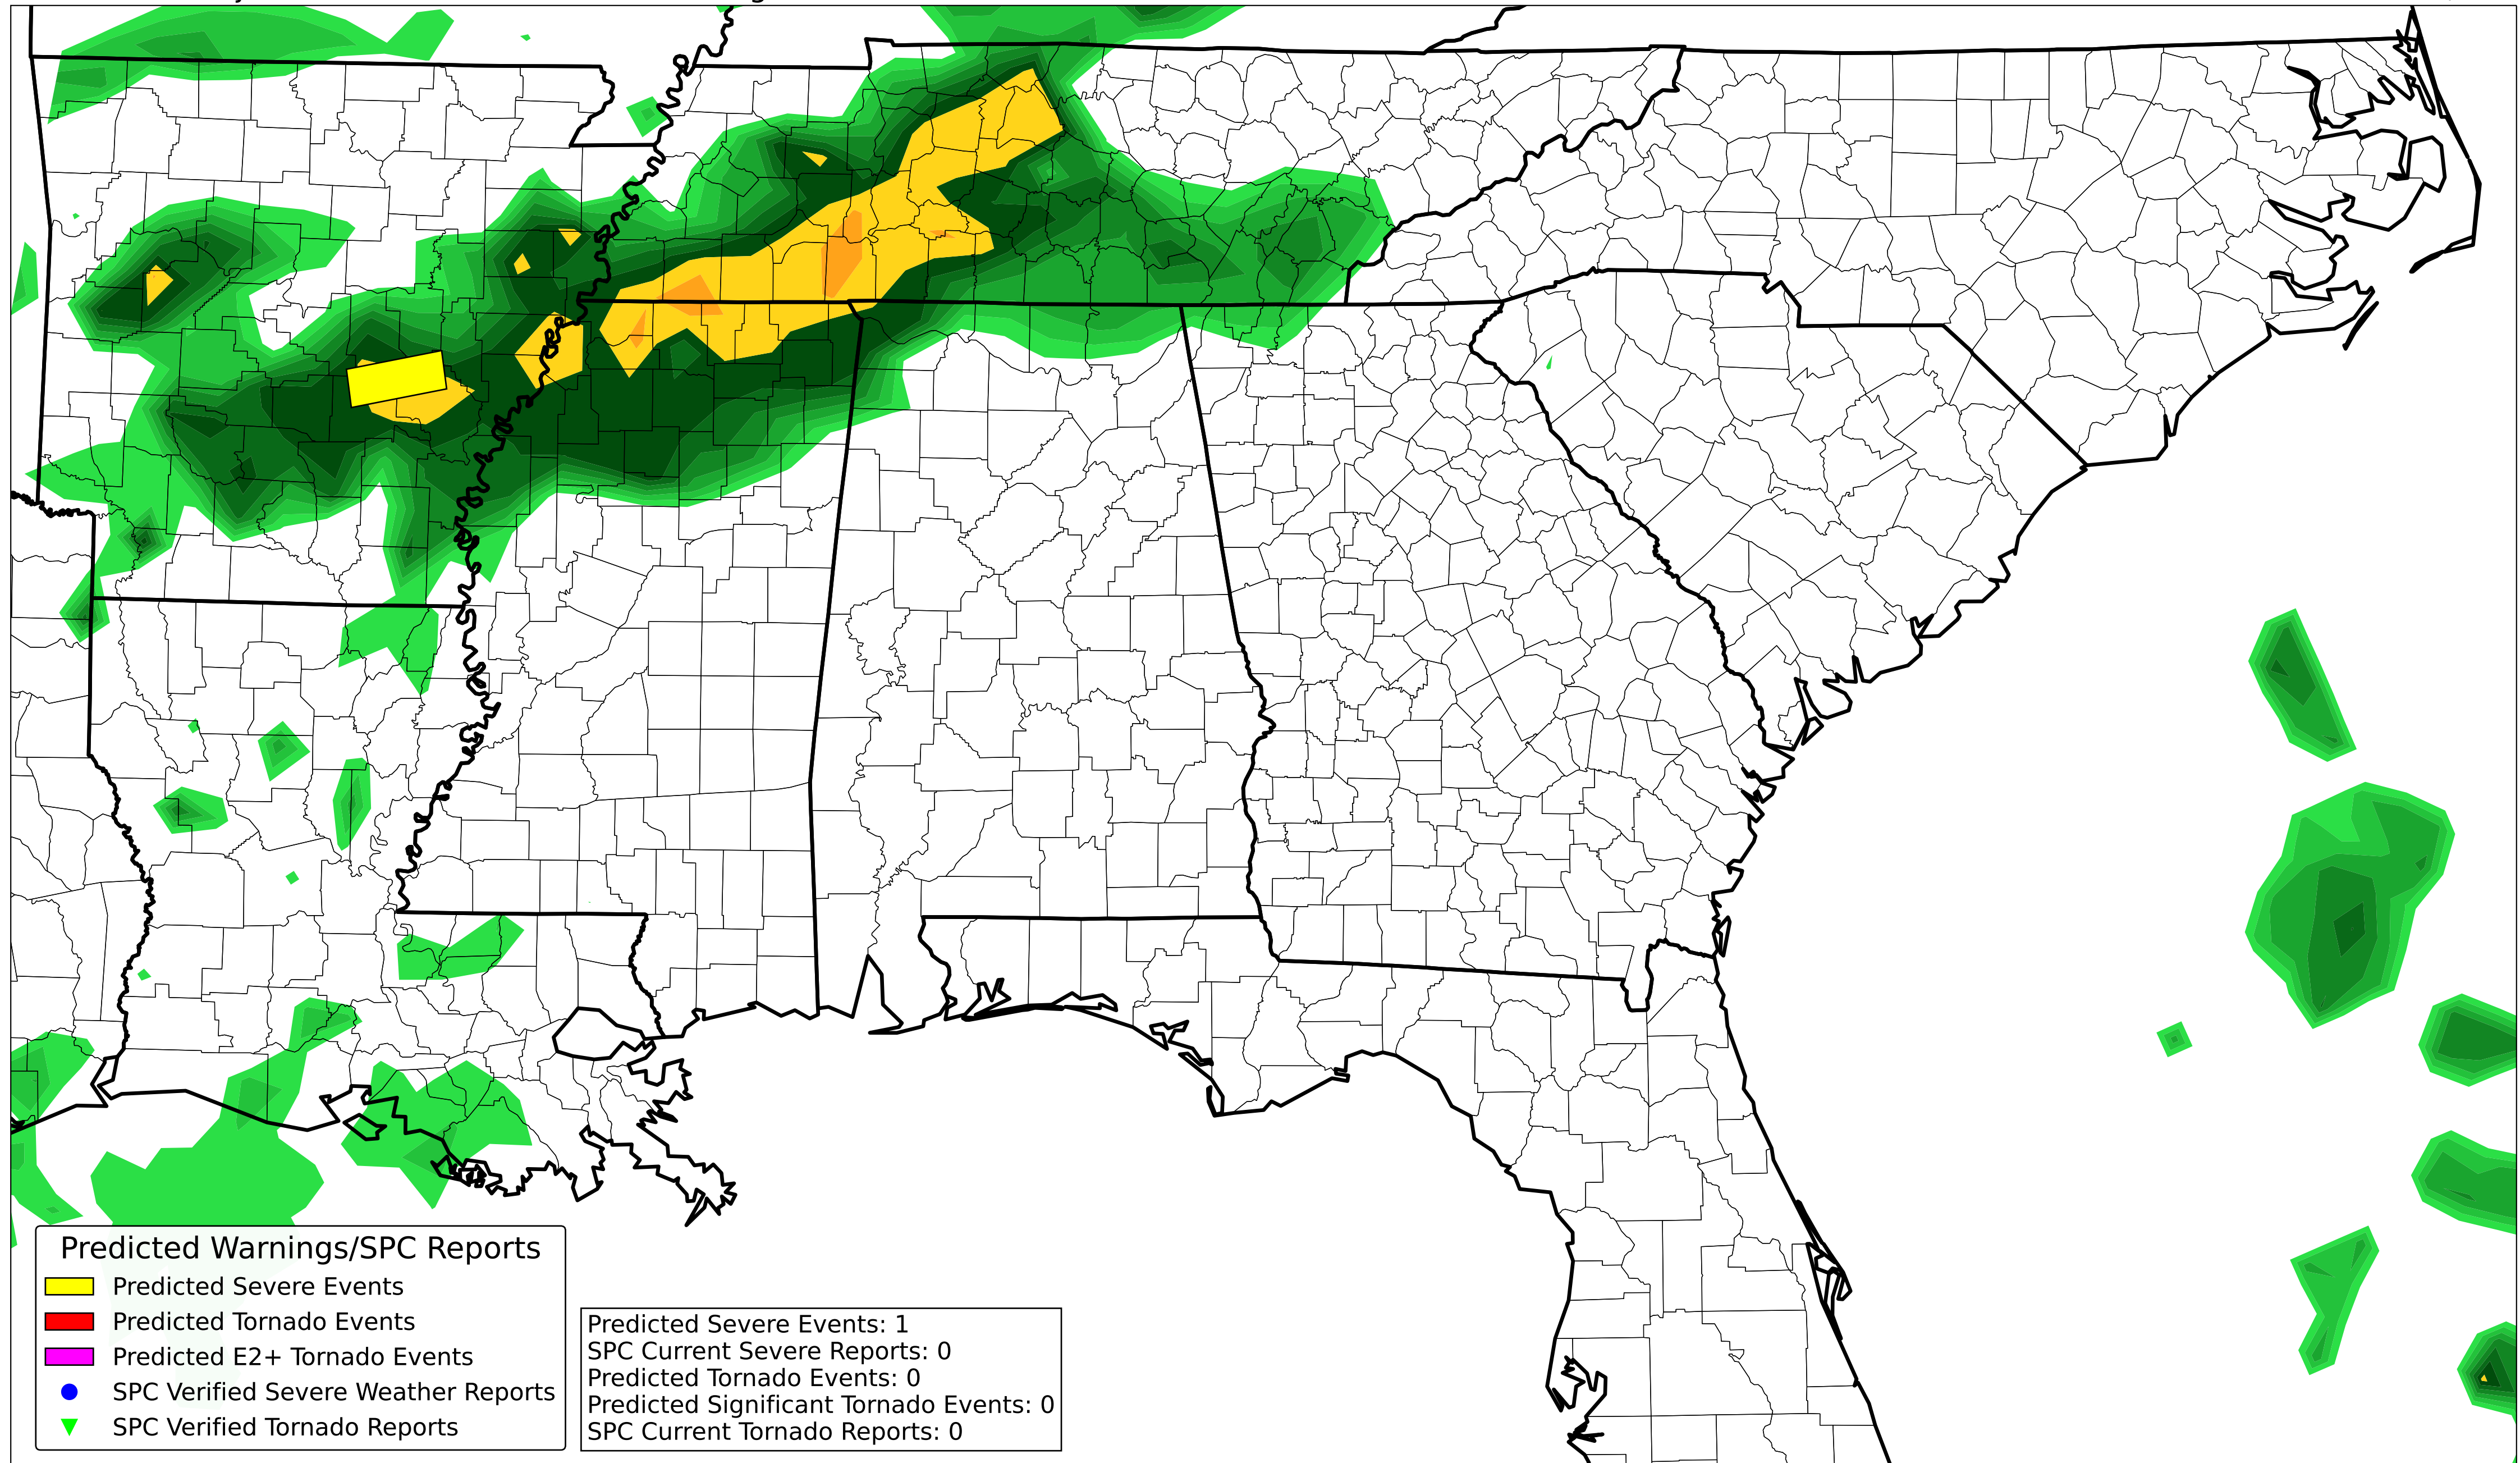 Predicted Warnings/SPC Reports
Predicted Severe Events
Predicted Tornado Events
Predicted E2+ Tornado Events
SPC Verified Severe Weather Reports
SPC Verified Tornado Reports
Predicted Severe Events: 1
SPC Current Severe Reports: 0
Predicted Tornado Events: 0
Predicted Significant Tornado Events: 0
SPC Current Tornado Reports: 0